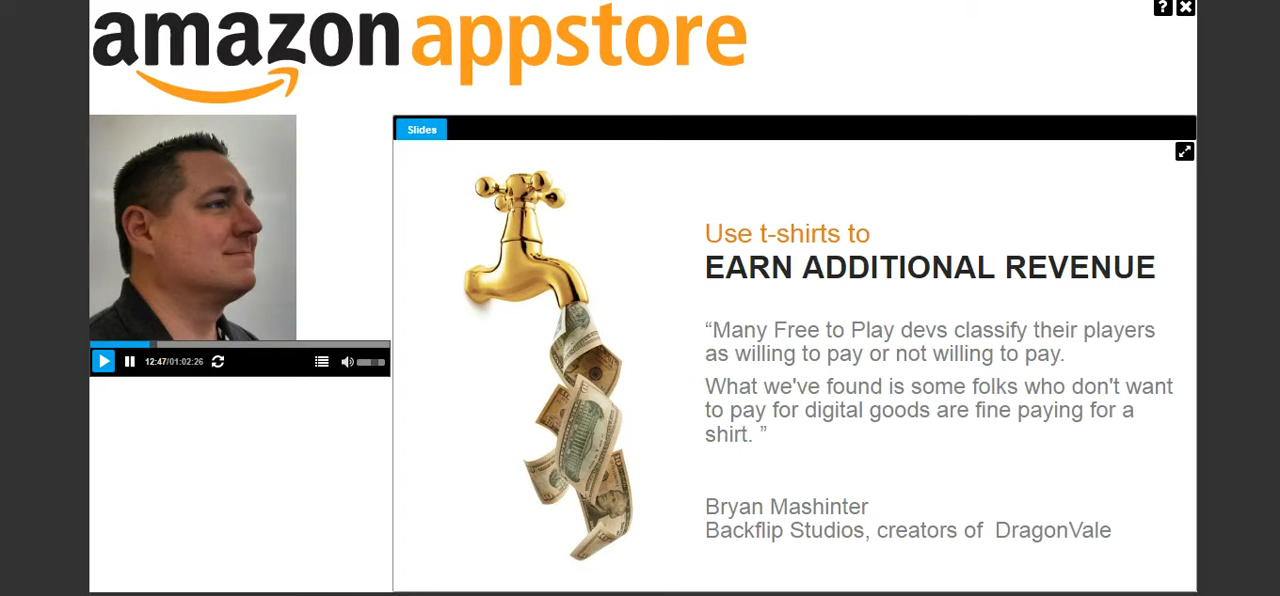 amazon appstore
?
Slides
Use t-shirts to
EARN ADDITIONAL REVENUE
“Many Free to Play devs classify their players
as willing to pay or not willing to pay.
What we've found is some folks who don't want
to pay for digital goods are fine paying for a
shirt. ”
12:47/01:02:26
Bryan Mashinter
Backflip Studios, creators of DragonVale